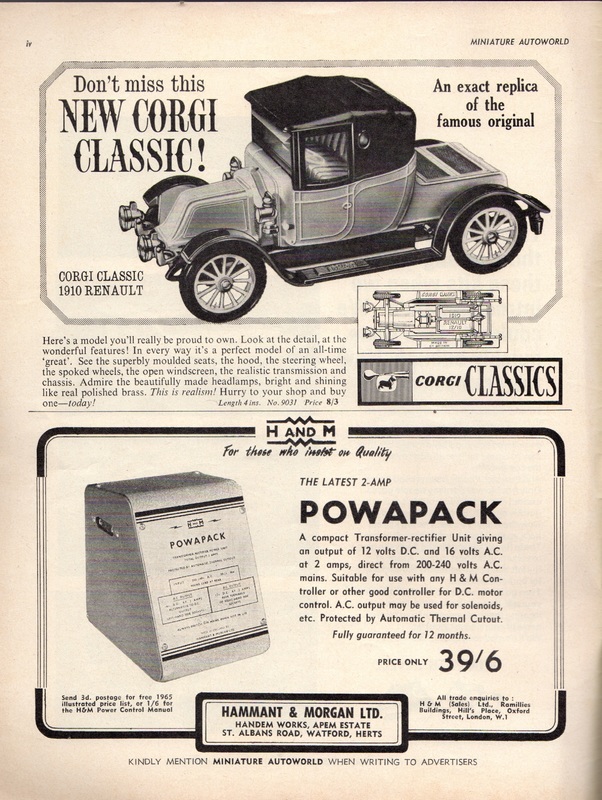 iv
MINIATURE AUTOWORLD
Don't miss this
NEW CORGI
CLASSIC!
An exact replica
of the
famous original
CORGI CLASSIC
1910 RENAULT
CORGI CLASSICS
1910
RENAULT
12/16
Here's a model you'll really be proud to own. Look at the detail, at the
wonderful features! In every way it's a perfect model of an all-time
'great'. See the superbly moulded seats, the hood, the steering wheel,
the spoked wheels, the open windscreen, the realistic transmission and
chassis. Admire the beautifully made headlamps, bright and shining
like real polished brass. This is realism! Hurry to your shop and buy
one—today!
Length 4 ins. No. 9031 Price 8/3
CORGI CLASSICS
H AND M
For those who insist on Quality
THE LATEST 2-AMP
POWAPACK
A compact Transformer-rectifier Unit giving
an output of 12 volts D.C. and 16 volts A.C.
at 2 amps, direct from 200-240 volts A.C.
mains. Suitable for use with any H & M Con-
troller or other good controller for D.C. motor
control. A.C. output may be used for solenoids,
etc. Protected by Automatic Thermal Cutout.
Fully guaranteed for 12 months.
PRICE ONLY 39/6
H AND M
POWAPACK
TRANSFORMER-RECTIFIER POWER UNIT
Send 3d. postage for free 1965
illustrated price list, or 1/6 for
the H&M Power Control Manual
HAMMANT & MORGAN LTD.
HANDEM WORKS, APEM ESTATE
ST. ALBANS ROAD, WATFORD, HERTS
All trade enquiries to :
H & M (Sales) Ltd., Ramillies
Buildings, Hill's Place, Oxford
Street, London, W.1
KINDLY MENTION MINIATURE AUTOWORLD WHEN WRITING TO ADVERTISERS